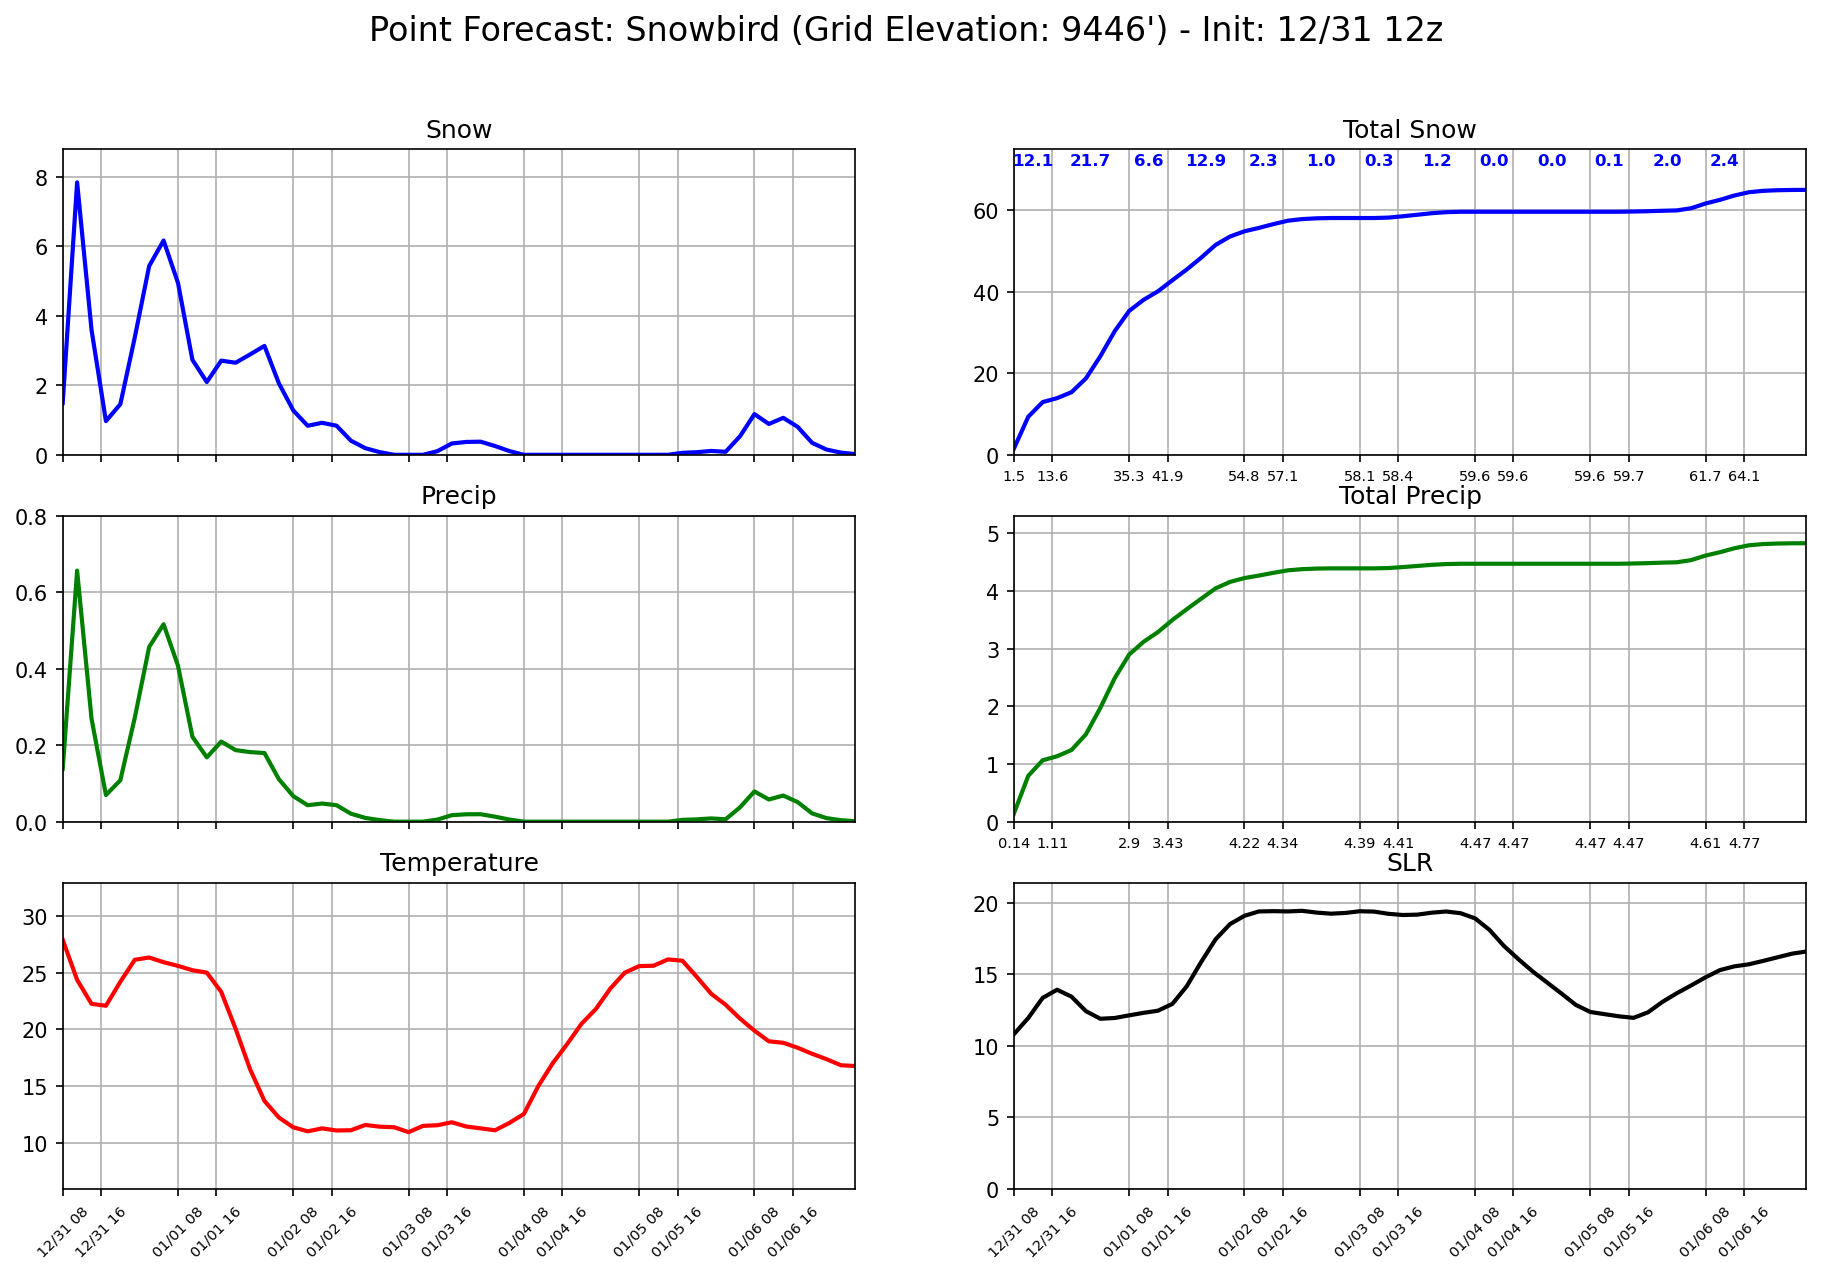 Point Forecast: Snowbird (Grid Elevation: 9446') - Init: 12/31 12z
Snow
8
6
4
2
0
Total Snow
12.1 21.7 6.6 12.9 2.3 1.0 0.3 1.2 0.0 0.0 0.1 2.0 2.4
60
40
20
0
1.5 13.6 35.3 41.9 54.8 57.1 58.1 58.4 59.6 59.6 59.6 59.7 61.7 64.1
Precip
0.8
0.6
0.4
0.2
0.0
Total Precip
5
4
3
2
1
0
0.14 1.11 2.9 3.43 4.22 4.34 4.39 4.41 4.47 4.47 4.47 4.47 4.61 4.77
Temperature
30
25
20
15
10
12/31 08 12/31 16 01/01 08 01/01 16 01/02 08 01/02 16 01/03 08 01/03 16 01/04 08 01/04 16 01/05 08 01/05 16 01/06 08 01/06 16
SLR
20
15
10
5
0
12/31 08 12/31 16 01/01 08 01/01 16 01/02 08 01/02 16 01/03 08 01/03 16 01/04 08 01/04 16 01/05 08 01/05 16 01/06 08 01/06 16